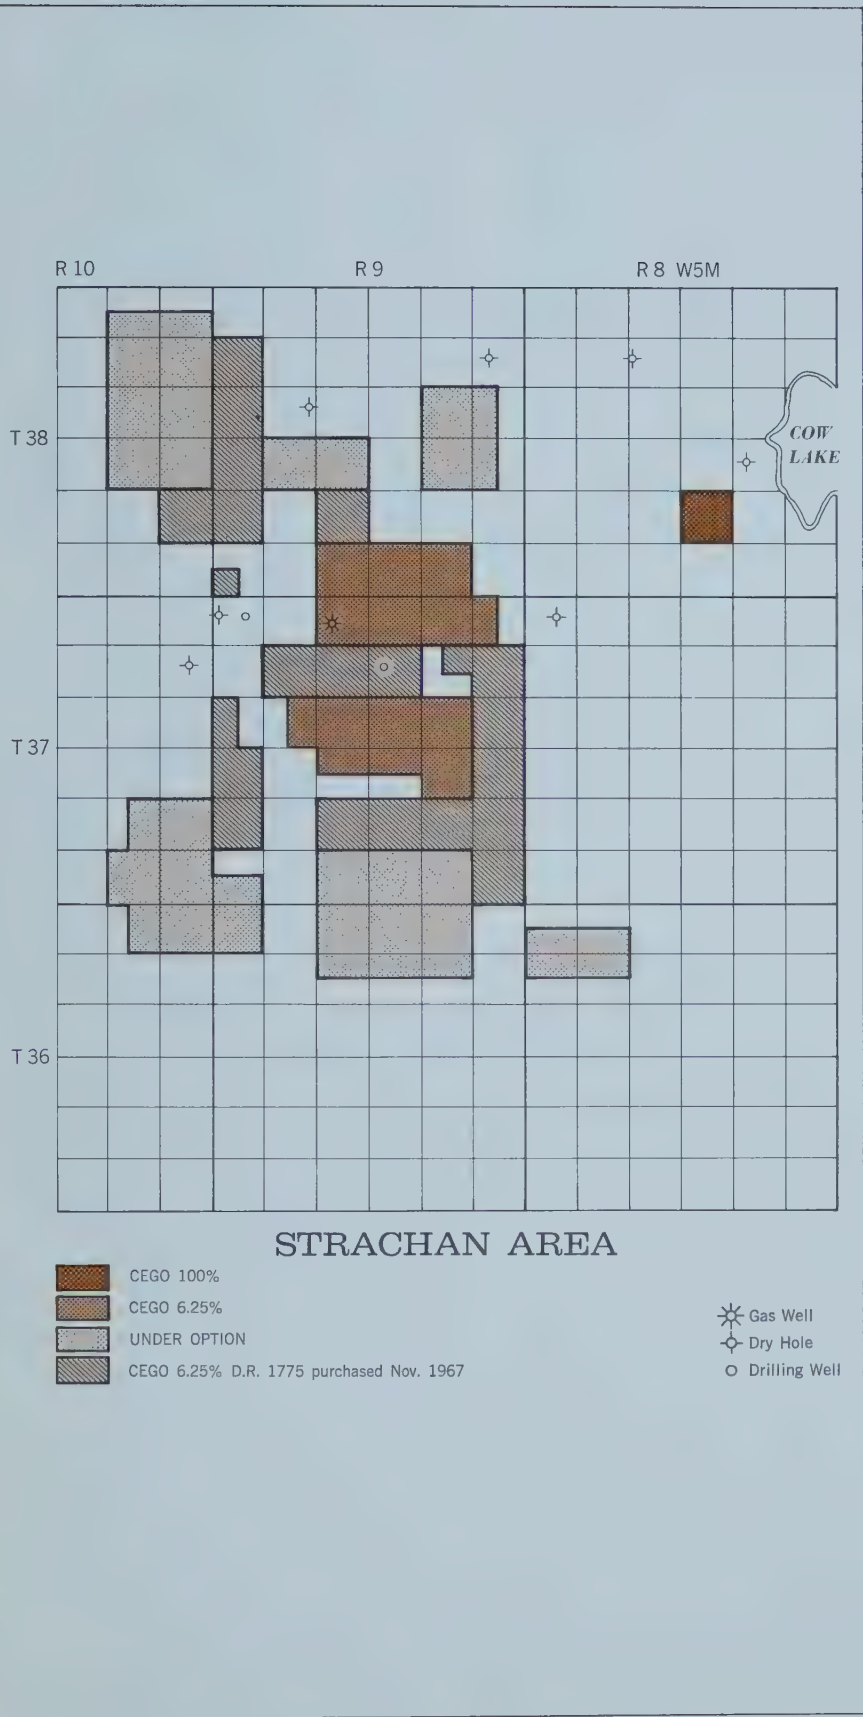 R 10 R 9 R 8 W5M
T 38
COW
LAKE
T 37
T 36
STRACHAN AREA
CEGO 100%
CEGO 6.25%
UNDER OPTION
CEGO 6.25% D.R. 1775 purchased Nov. 1967
Gas Well
Dry Hole
Drilling Well